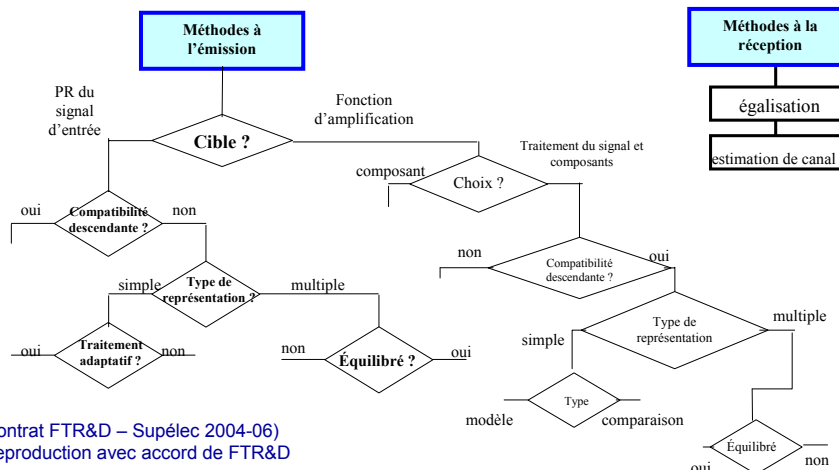 Méthodes à
l'émission
Méthodes à la
réception
égalisation
estimation de canal
PR du
signal
d'entrée
Fonction
d'amplification
Cible ?
Traitement du signal et
composants
composant
Choix ?
oui
Compatibilité
descendante ?
non
non
Compatibilité
descendante ?
oui
simple
Type de
représentation ?
multiple
simple
Type de
représentation
multiple
oui
Traitement
adaptatif ?
non
non
Équilibré ?
oui
modèle
Type
comparaison
Équilibré
oui
non
ontrat FTR&D – Supélec 2004-06)
eproduction avec accord de FTR&D